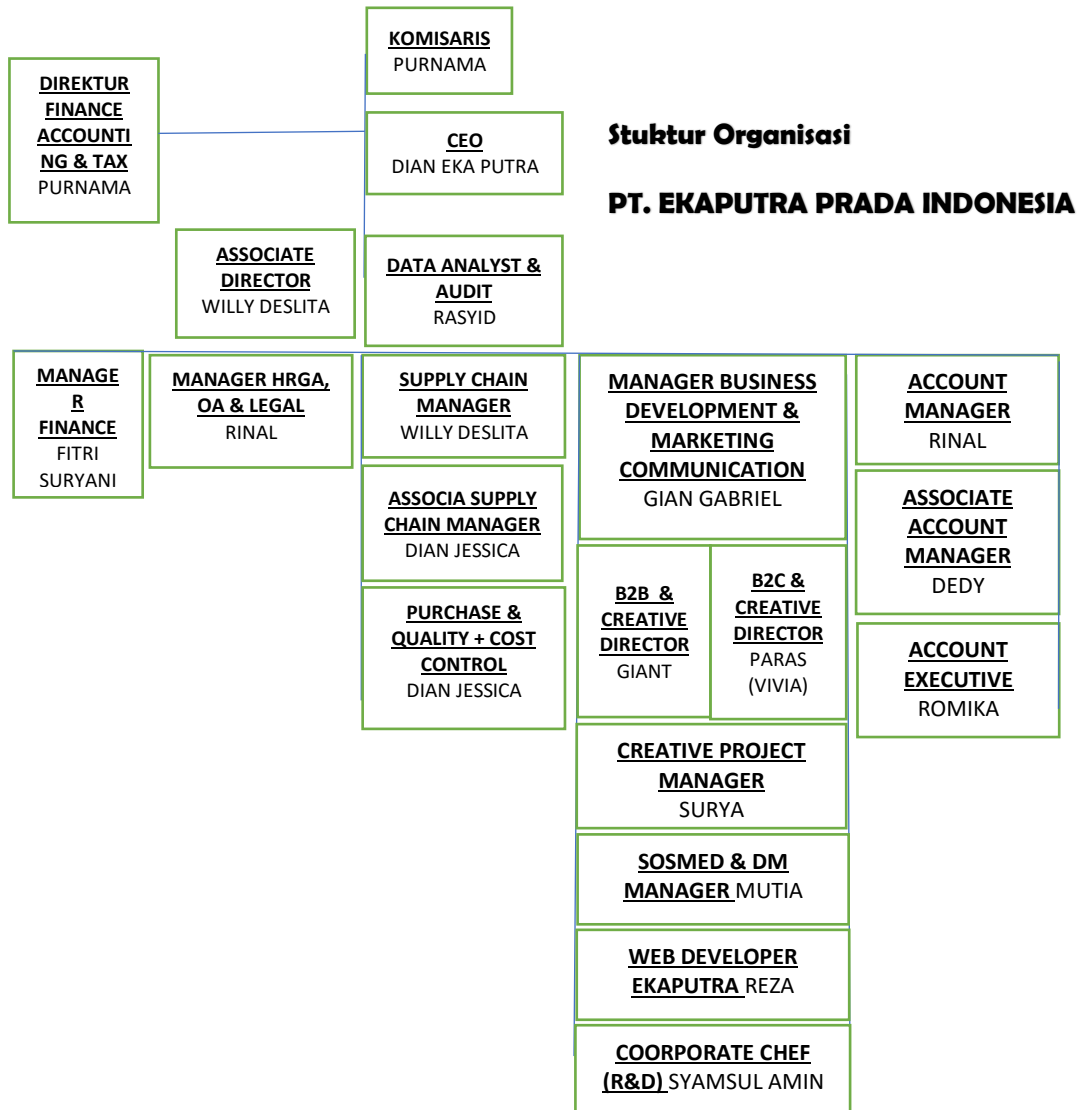 KOMISARIS
PURNAMA
DIREKTUR
FINANCE
ACCOUNTI
NG & TAX
PURNAMA
CEO
DIAN EKA PUTRA
Stuktur Organisasi
PT. EKAPUTRA PRADA INDONESIA
ASSOCIATE
DIRECTOR
WILLY DESLITA
DATA ANALYST &
AUDIT
RASYID
MANAGE
R
FINANCE
FITRI
SURYANI
MANAGER HRGA,
OA & LEGAL
RINAL
SUPPLY CHAIN
MANAGER
WILLY DESLITA
MANAGER BUSINESS
DEVELOPMENT &
MARKETING
COMMUNICATION
GIAN GABRIEL
ACCOUNT
MANAGER
RINAL
ASSOCIA SUPPLY
CHAIN MANAGER
DIAN JESSICA
ASSOCIATE
ACCOUNT
MANAGER
DEDY
B2B &
CREATIVE
DIRECTOR
GIANT
B2C &
CREATIVE
DIRECTOR
PARAS
(VIVIA)
PURCHASE &
QUALITY + COST
CONTROL
DIAN JESSICA
ACCOUNT
EXECUTIVE
ROMIKA
CREATIVE PROJECT
MANAGER
SURYA
SOSMED & DM
MANAGER MUTIA
WEB DEVELOPER
EKAPUTRA REZA
COORPORATE CHEF
(R&D) SYAMSUL AMIN